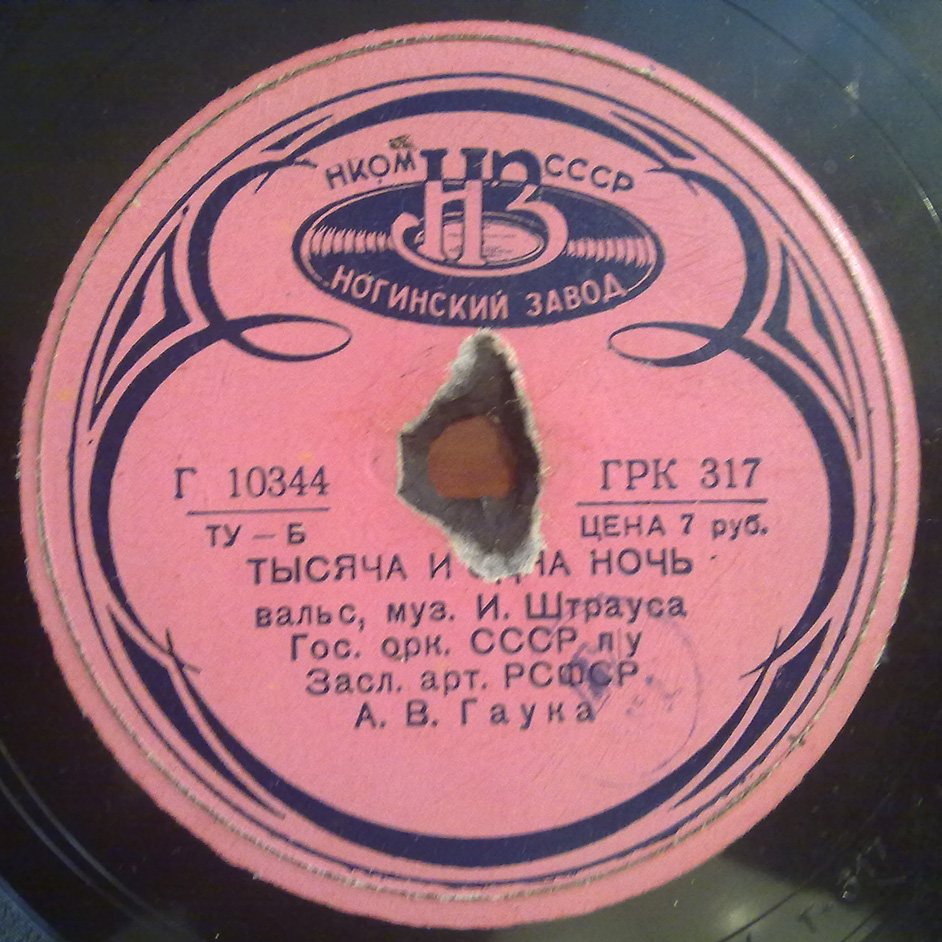 НКОМ НЗ СССР
НОГИНСКИЙ ЗАВОД
Г 10344
ТУ — Б
ГРК 317
ЦЕНА 7 руб.
ТЫСЯЧА И НОЧЬ
вальс, муз. И. Штрауса
Гос. орк. СССР п/у
Засл. арт. РСФСР
А. В. Гаука